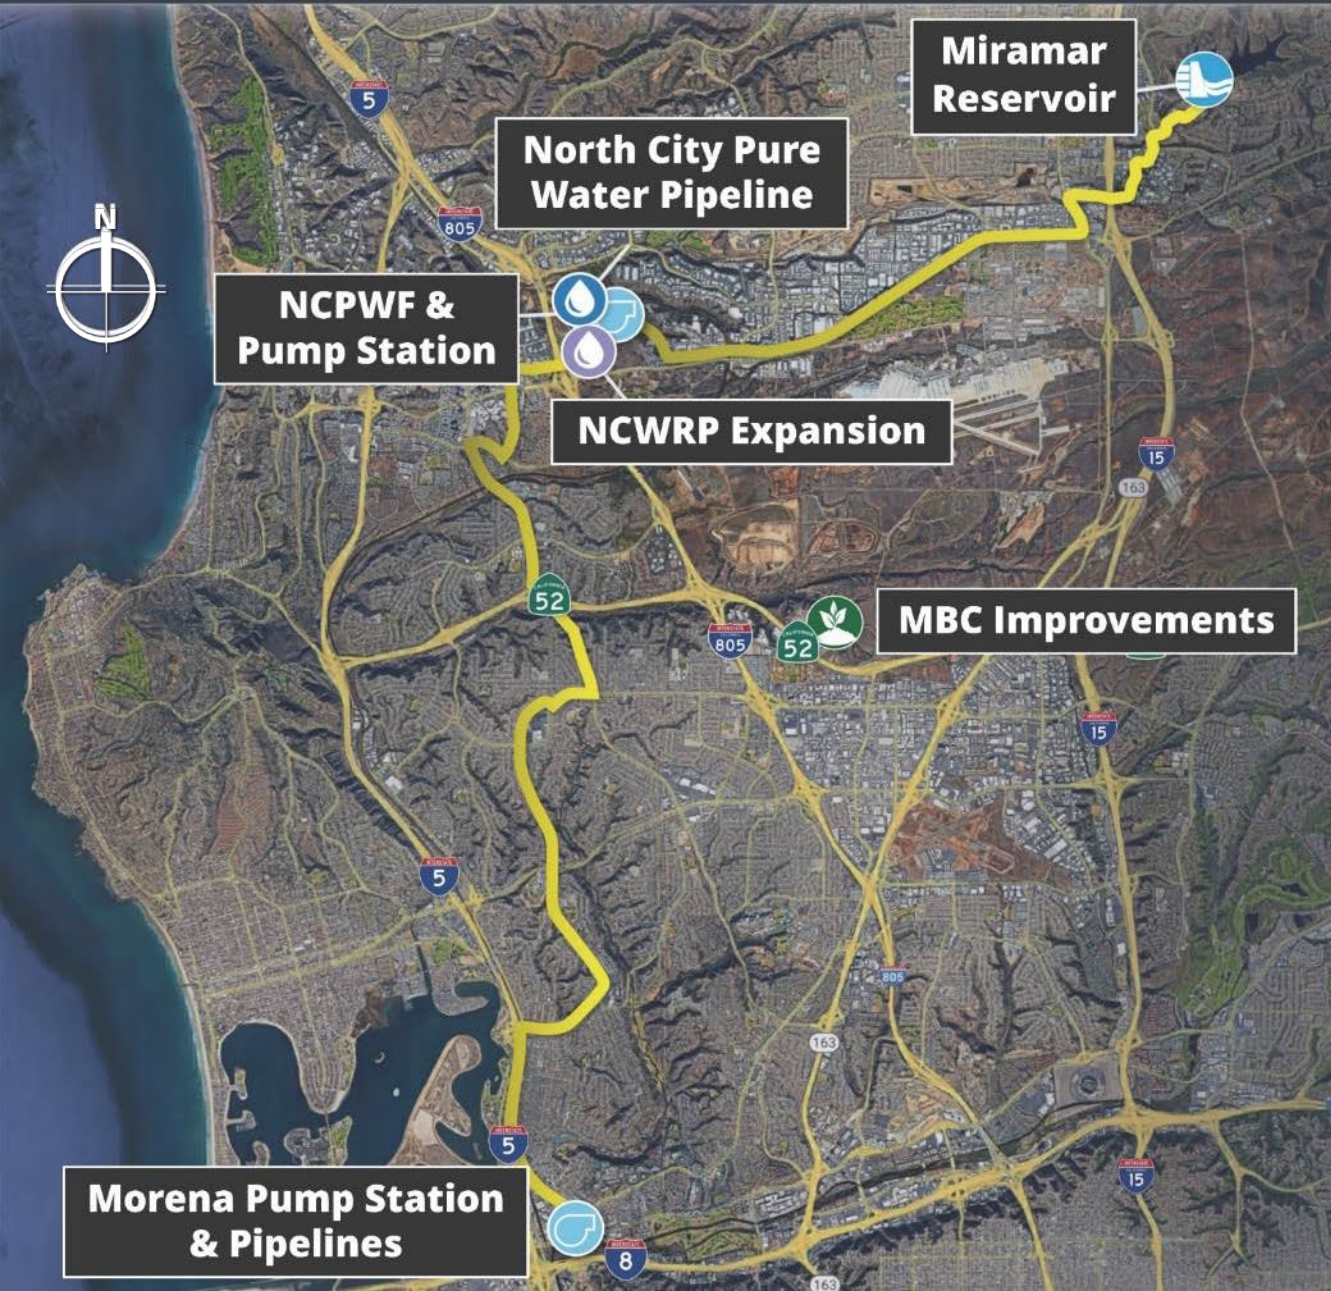 Miramar
Reservoir
5
North City Pure
Water Pipeline
805
N
NCPWF &
Pump Station
NCWRP Expansion
15
163
52
805
52
MBC Improvements
15
5
805
163
5
15
Morena Pump Station
& Pipelines
8
163